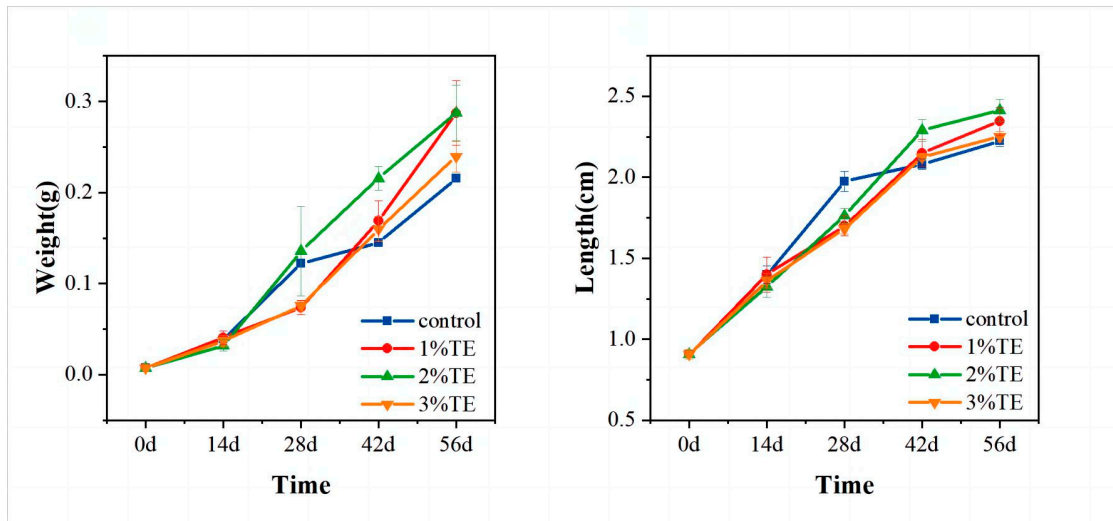 Weight(g)
0.3
0.2
0.1
0.0
control
1%TE
2%TE
3%TE
0d 14d 28d 42d 56d
Time
Length(cm)
2.5
2.0
1.5
1.0
0.5
control
1%TE
2%TE
3%TE
0d 14d 28d 42d 56d
Time